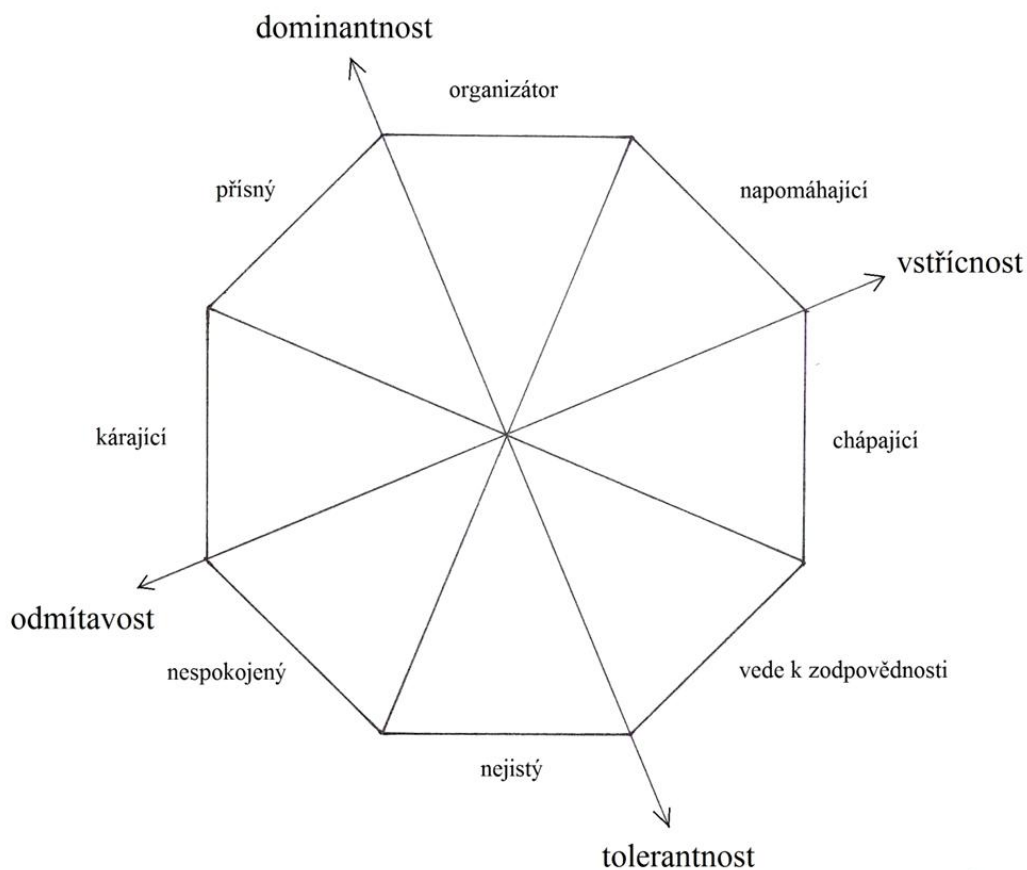 dominantnost
organizátor
přísný
napomáhající
vstřícnost
kárající
chápající
odmítavost
nespokojený
vede k zodpovědnosti
nejistý
tolerantnost